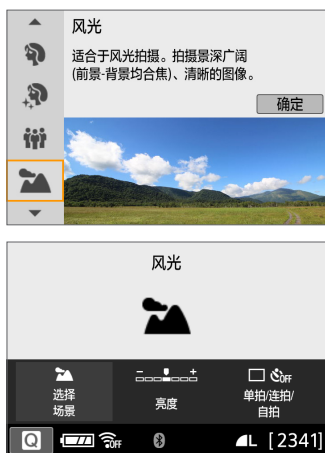 风光
适合于风光拍摄。拍摄景深广阔
(前景-背景均合焦)、清晰的图像。
确定
风光
选择
场景
- +
亮度
OFF
单拍/连拍/
自拍
Q OFF L [2341]